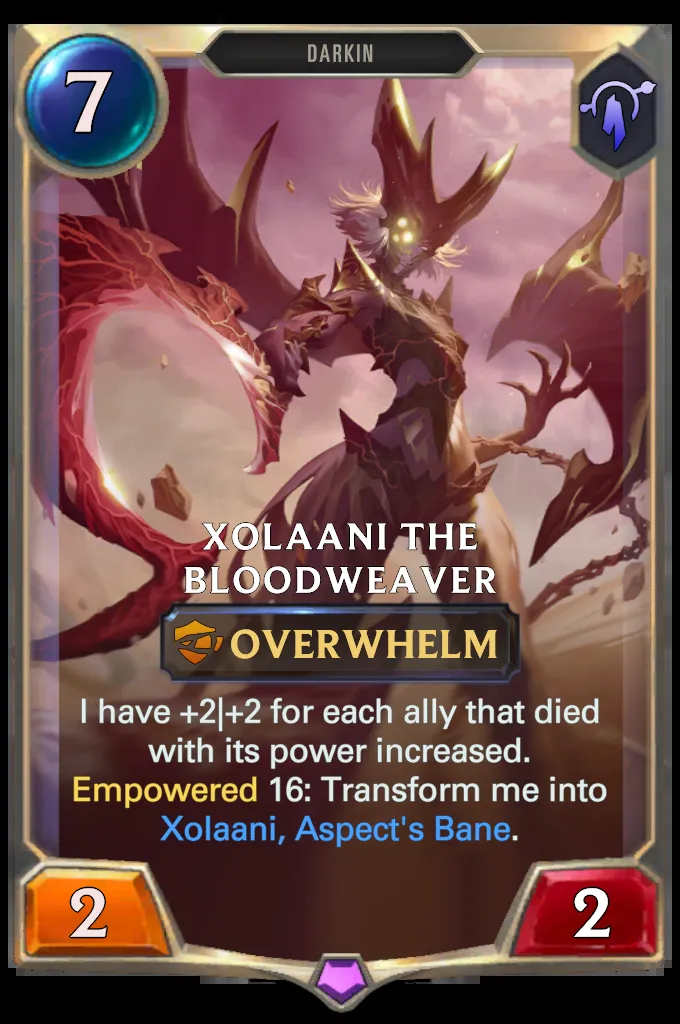 DARKIN
7
XOLAANI THE
BLOODWEAVER
OVERWHELM
I have +2|+2 for each ally that died
with its power increased.
Empowered 16: Transform me into
Xolaani, Aspect's Bane.
2
2